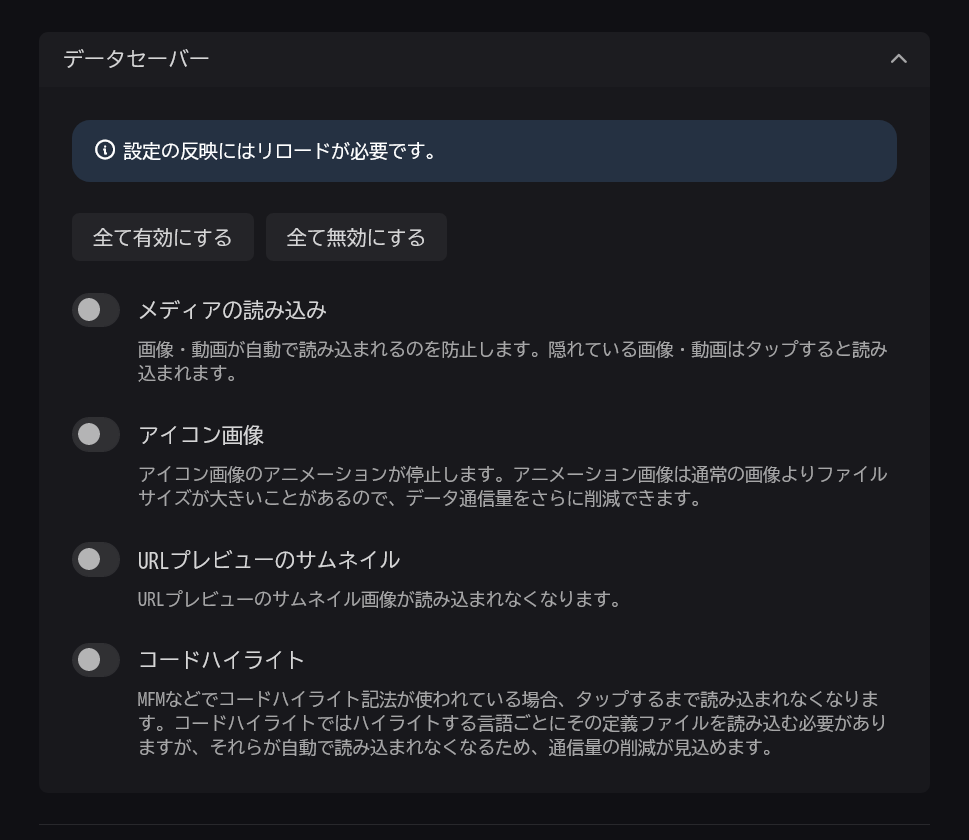 データセーバー
設定の反映にはリロードが必要です。
全て有効にする 全て無効にする
メディアの読み込み
画像・動画が自動で読み込まれるのを防止します。隠れている画像・動画はタップすると読み
込まれます。
アイコン画像
アイコン画像のアニメーションが停止します。アニメーション画像は通常の画像よりファイル
サイズが大きいことがあるので、データ通信量をさらに削減できます。
URLプレビューのサムネイル
URLプレビューのサムネイル画像が読み込まれなくなります。
コードハイライト
MFMなどでコードハイライト記法が使われている場合、タップするまで読み込まれなくなりま
す。コードハイライトではハイライトする言語ごとにその定義ファイルを読み込む必要があり
ますが、それらが自動で読み込まれなくなるため、通信量の削減が見込めます。